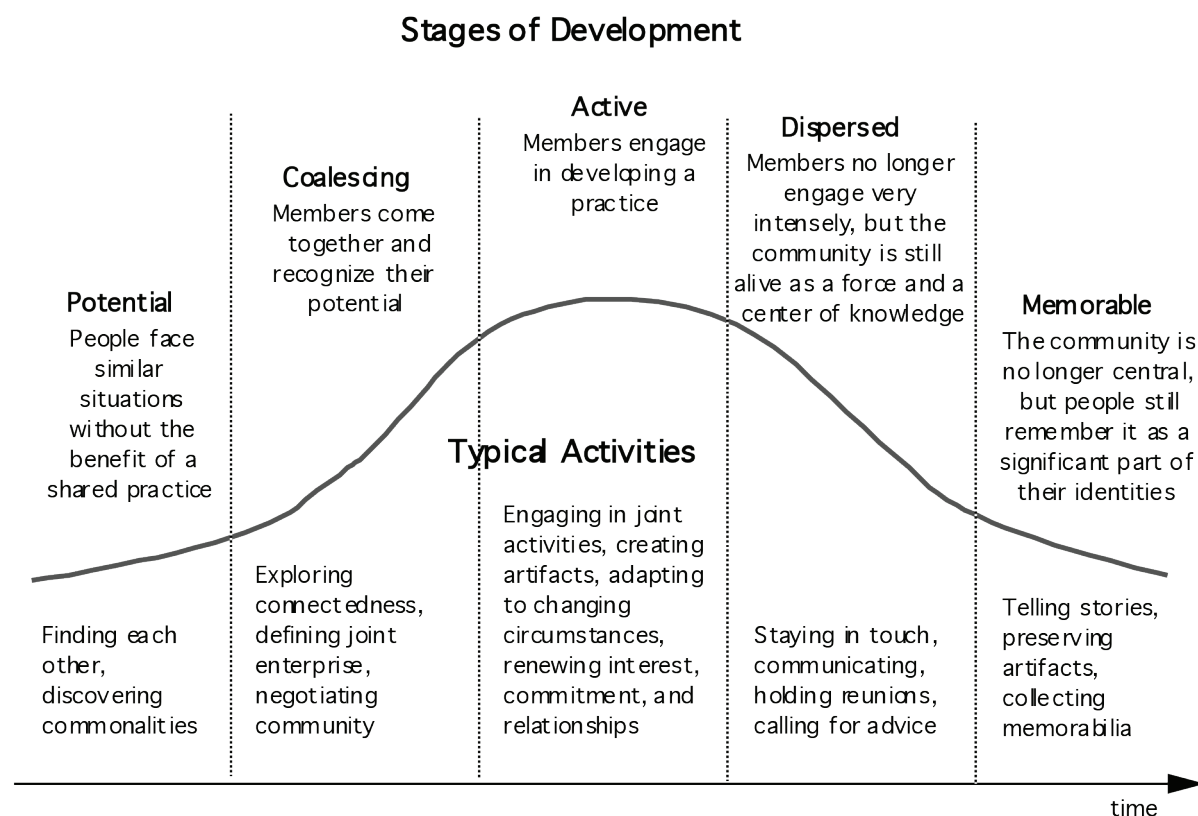 Stages of Development
Potential
People face
similar
situations
without the
benefit of a
shared practice
Coalescing
Members come
together and
recognize their
potential
Active
Members engage
in developing a
practice
Dispersed
Members no longer
engage very
intensely, but the
community is still
alive as a force and a
center of knowledge
Memorable
The community is
no longer central,
but people still
remember it as a
significant part of
their identities
Typical Activities
Finding each
other,
discovering
commonalities
Exploring
connectedness,
defining joint
enterprise,
negotiating
community
Engaging in joint
activities, creating
artifacts, adapting
to changing
circumstances,
renewing interest,
commitment, and
relationships
Staying in touch,
communicating,
holding reunions,
calling for advice
Telling stories,
preserving
artifacts,
collecting
memorabilia
time